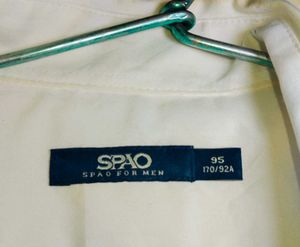 SPAO
SPAO FOR MEN
95
170/92A